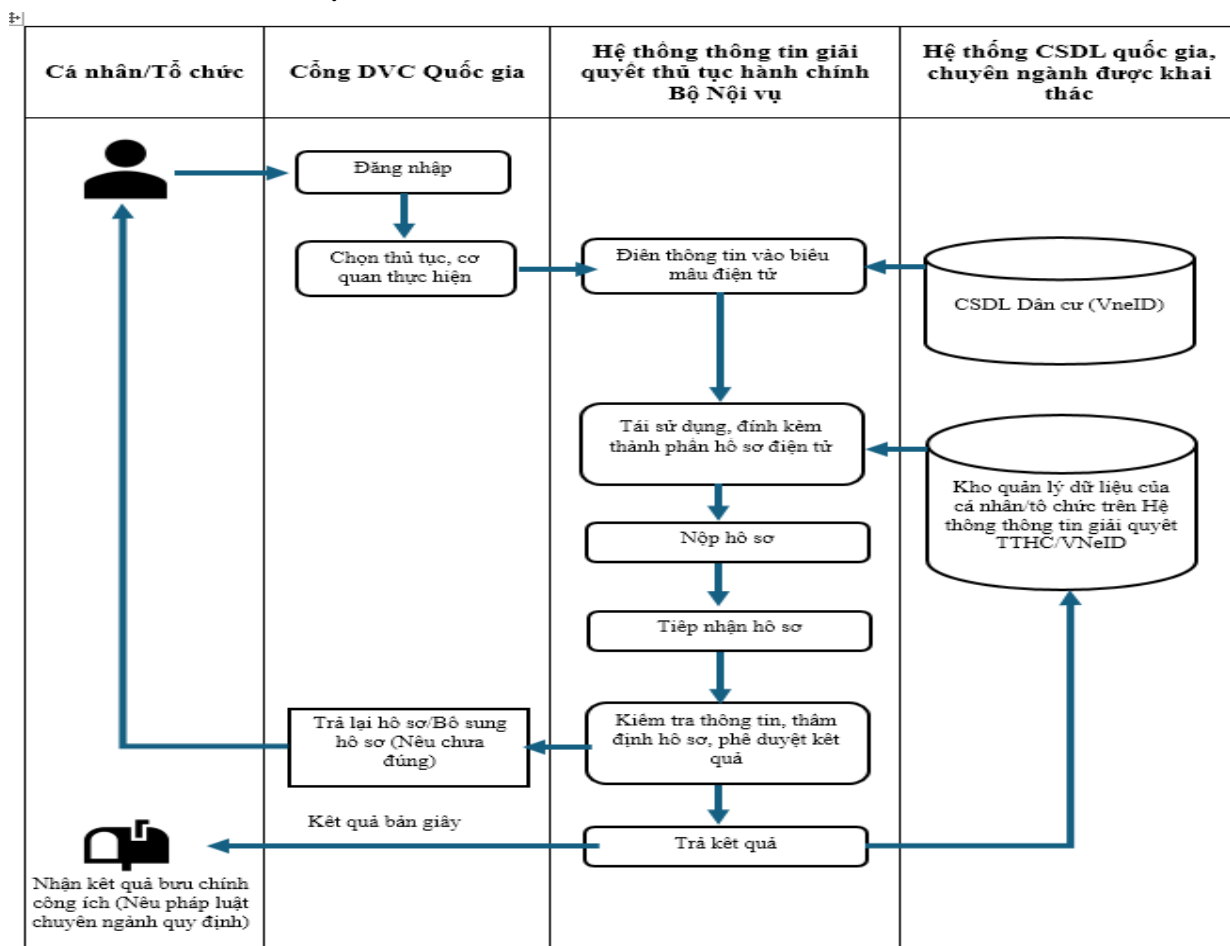 Cá nhân/Tổ chức
Cổng DVC Quốc gia
Hệ thống thông tin giải
quyết thủ tục hành chính
Bộ Nội vụ
Hệ thống CSDL quốc gia,
chuyên ngành được khai
thác
Đăng nhập
Chọn thủ tục, cơ
quan thực hiện
Điền thông tin vào biểu
mẫu điện tử
CSDL Dân cư (VneID)
Tái sử dụng, đính kèm
thành phần hồ sơ điện tử
Kho quản lý dữ liệu của
cá nhân/tổ chức trên Hệ
thống thông tin giải quyết
TTHC/VNeID
Nộp hồ sơ
Tiếp nhận hồ sơ
Kiểm tra thông tin, thẩm
định hồ sơ, phê duyệt kết
quả
Trả lại hồ sơ/Bổ sung
hồ sơ (Nếu chưa
đúng)
Kết quả bản giấy
Trả kết quả
Nhận kết quả bưu chính
công ích (Nếu pháp luật
chuyên ngành quy định)